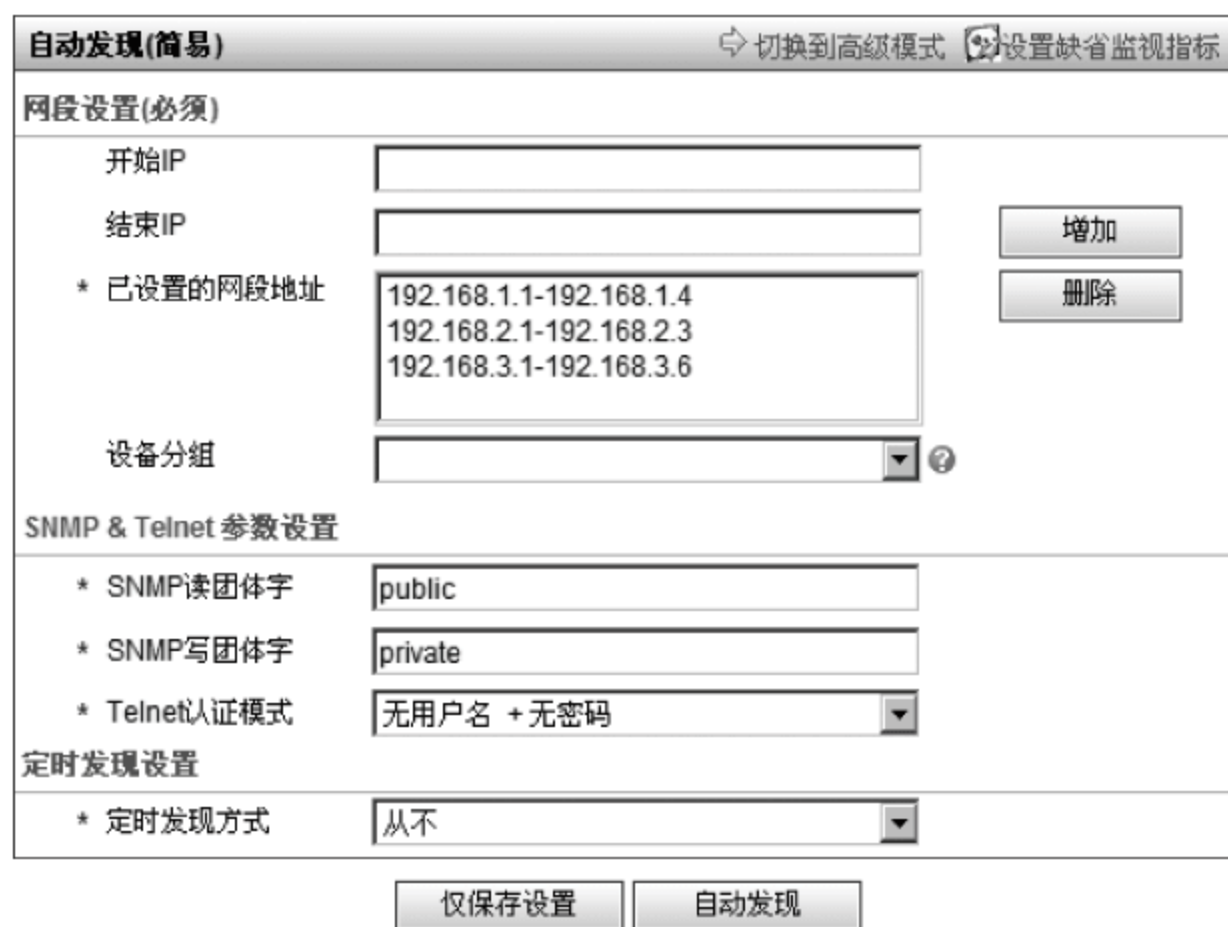 自动发现(简易) 切换到高级模式 设置缺省监视指标
网段设置(必须)
开始IP
结束IP 增加
* 已设置的网段地址 删除
192.168.1.1-192.168.1.4
192.168.2.1-192.168.2.3
192.168.3.1-192.168.3.6
设备分组 ?
SNMP & Telnet 参数设置
* SNMP读团体字 public
* SNMP写团体字 private
* Telnet认证模式 无用户名 + 无密码
定时发现设置
* 定时发现方式 从不
仅保存设置 自动发现